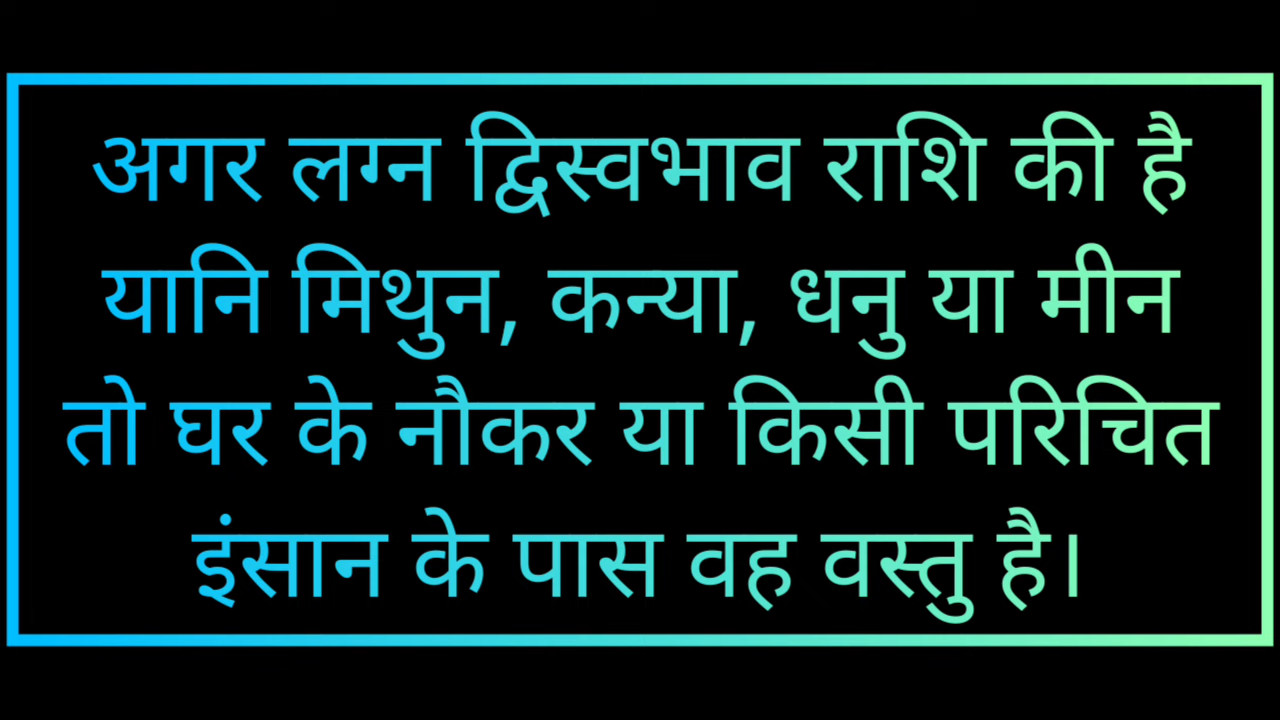 अगर लग्न द्विस्वभाव राशि की है
यानि मिथुन, कन्या, धनु या मीन
तो घर के नौकर या किसी परिचित
इंसान के पास वह वस्तु है।